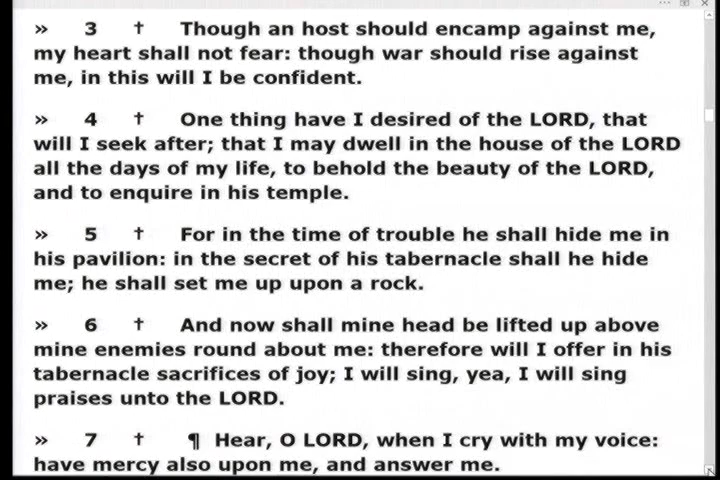 » 3 † Though an host should encamp against me,
my heart shall not fear: though war should rise against
me, in this will I be confident.
» 4 † One thing have I desired of the LORD, that
will I seek after; that I may dwell in the house of the LORD
all the days of my life, to behold the beauty of the LORD,
and to enquire in his temple.
» 5 † For in the time of trouble he shall hide me in
his pavilion: in the secret of his tabernacle shall he hide
me; he shall set me up upon a rock.
» 6 † And now shall mine head be lifted up above
mine enemies round about me: therefore will I offer in his
tabernacle sacrifices of joy; I will sing, yea, I will sing
praises unto the LORD.
» 7 † ¶ Hear, O LORD, when I cry with my voice:
have mercy also upon me, and answer me.